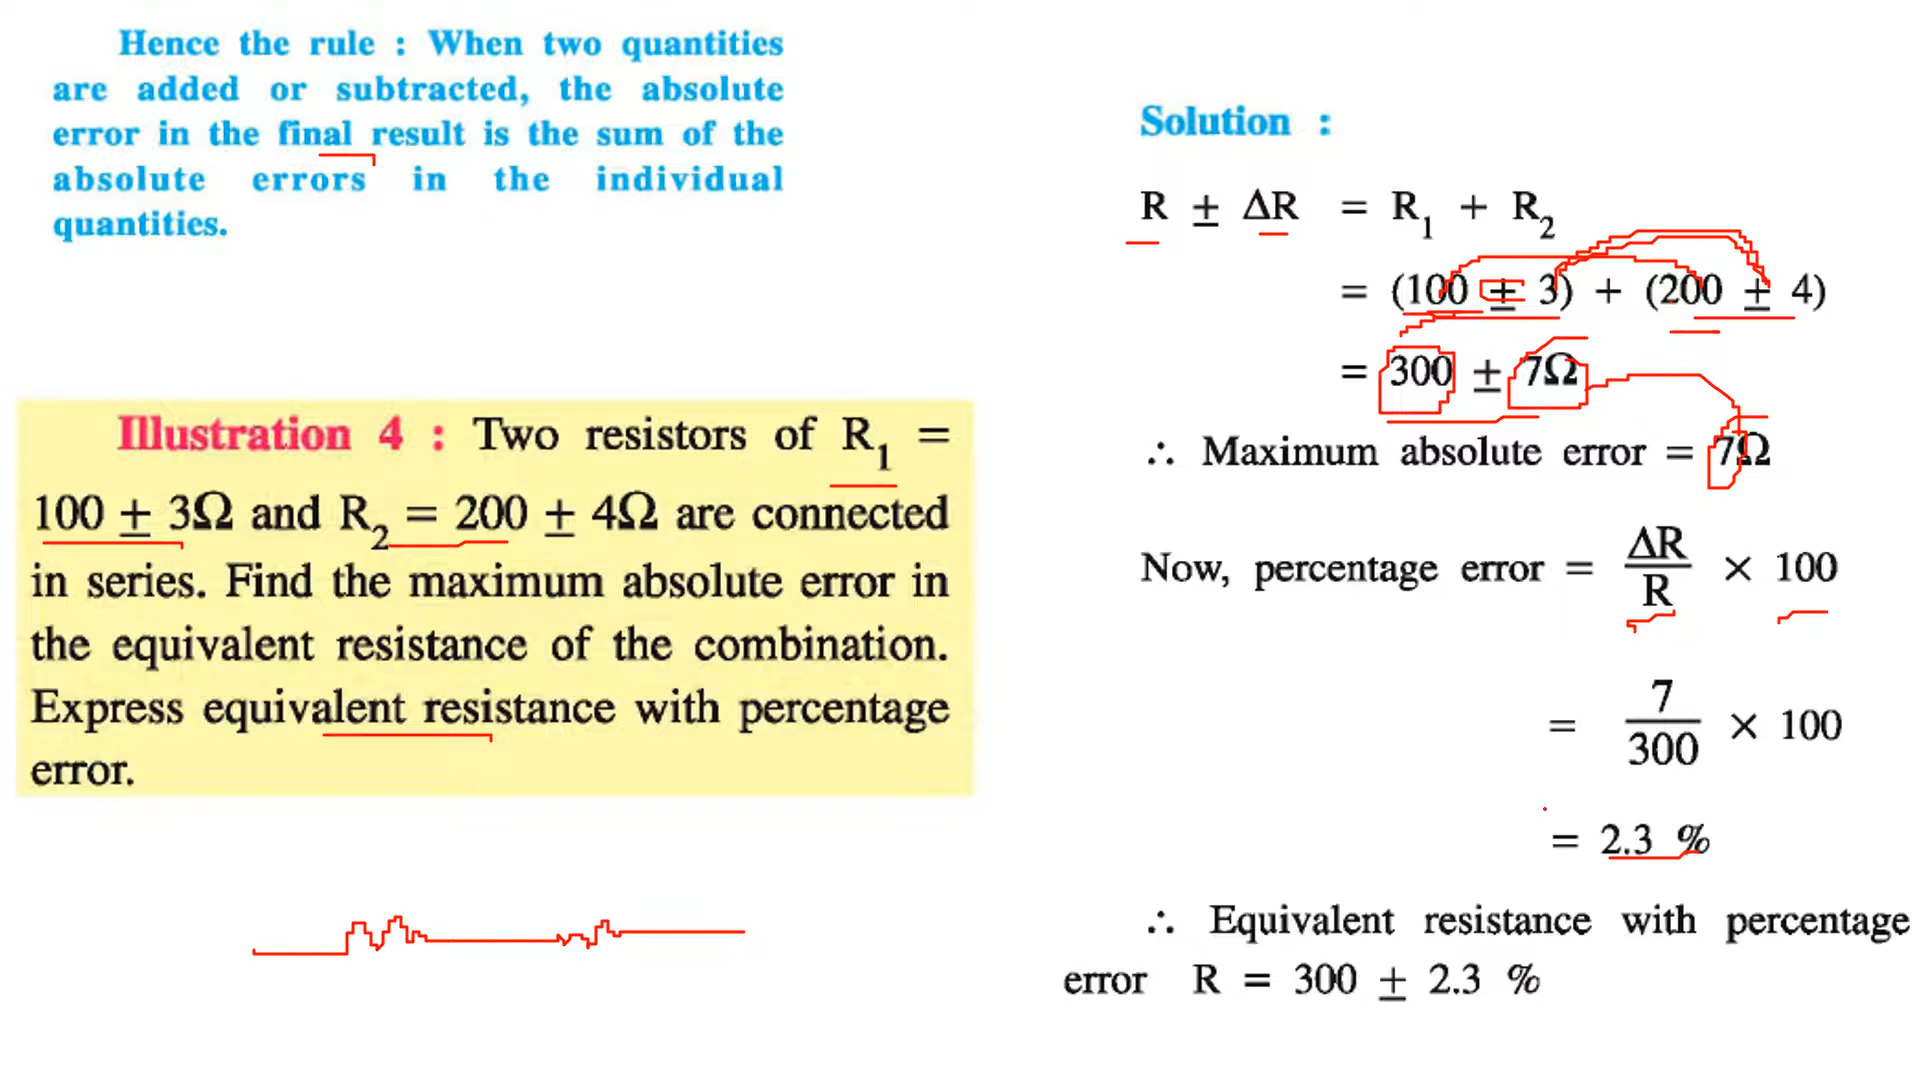 Hence the rule : When two quantities
are added or subtracted, the absolute
error in the final result is the sum of the
absolute errors in the individual
quantities.
Illustration 4 : Two resistors of R₁ =
100 ± 3Ω and R₂ = 200 ± 4Ω are connected
in series. Find the maximum absolute error in
the equivalent resistance of the combination.
Express equivalent resistance with percentage
error.
Solution :
R ± ΔR = R₁ + R₂
= (100 ± 3) + (200 ± 4)
= 300 ± 7Ω
∴ Maximum absolute error = 7Ω
Now, percentage error = ΔR/R × 100
= 7/300 × 100
= 2.3 %
∴ Equivalent resistance with percentage
error R = 300 ± 2.3 %